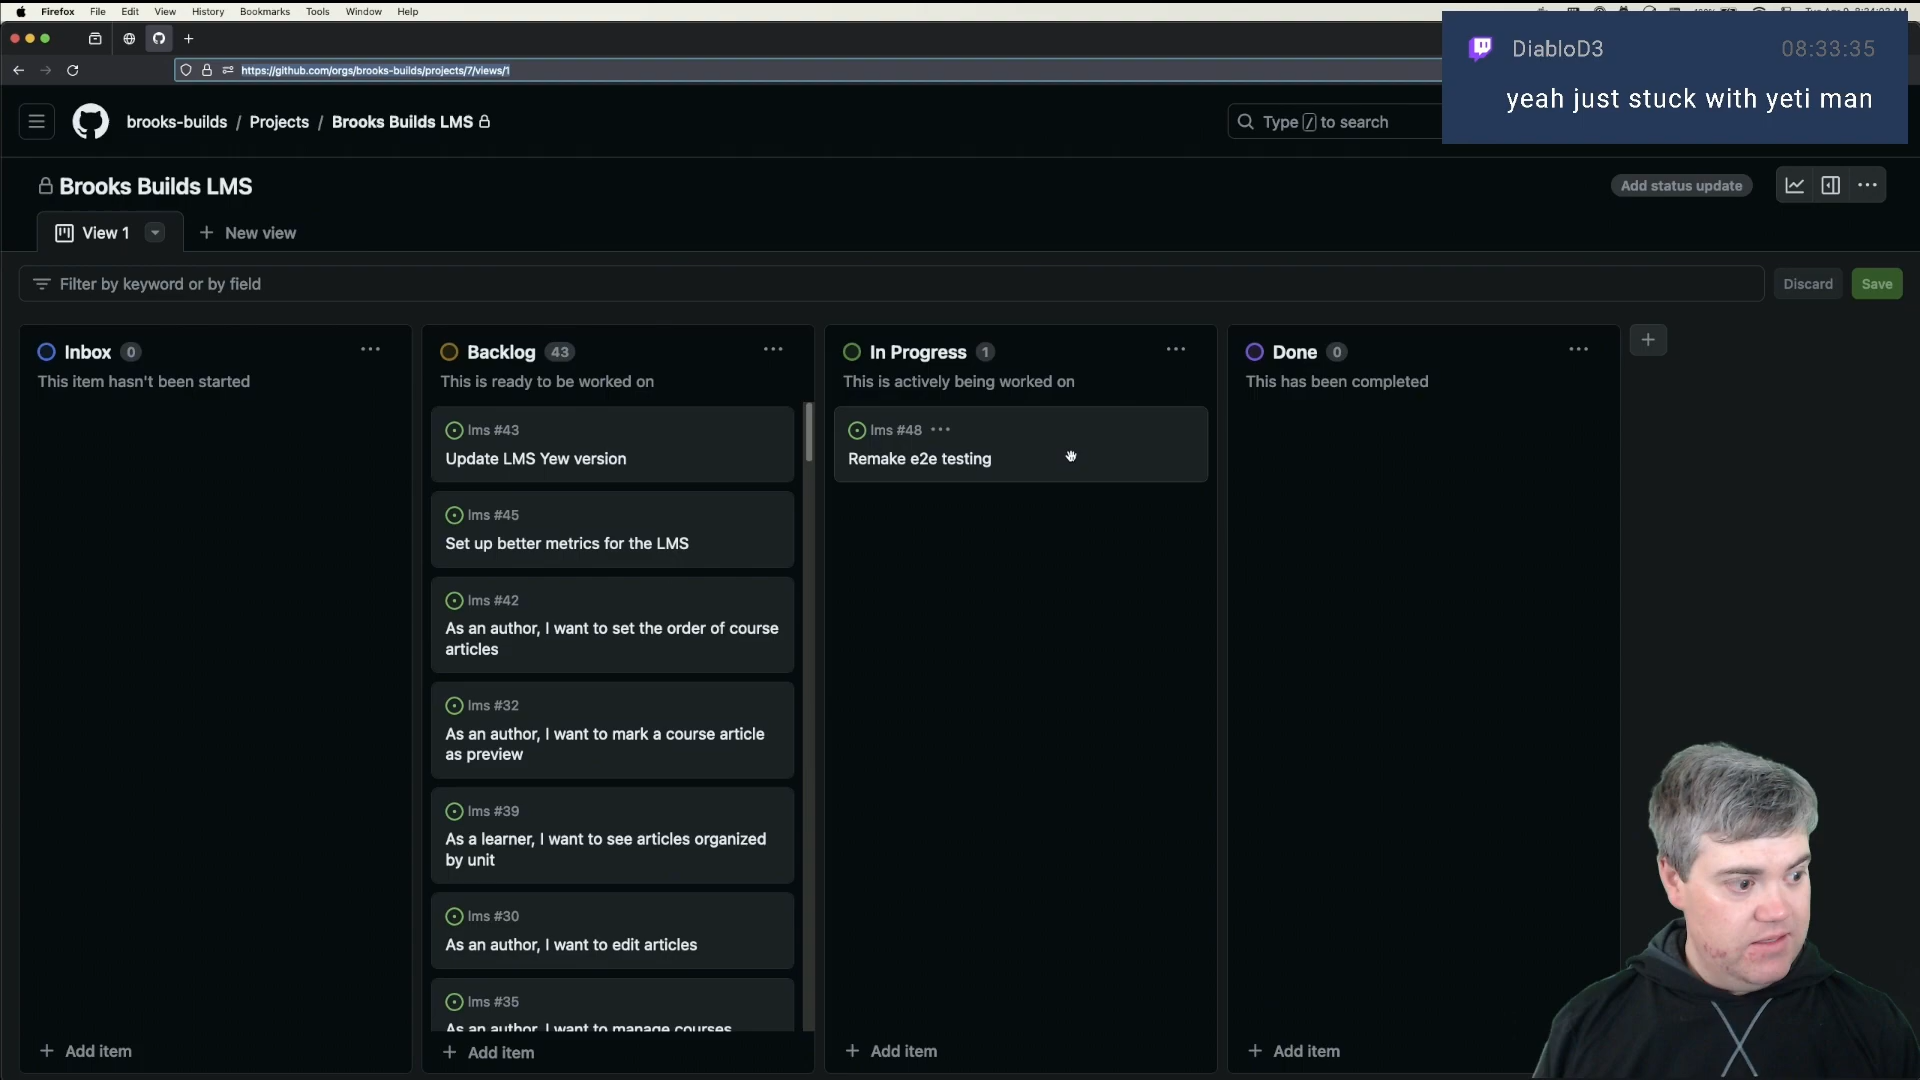 Firefox File Edit View History Bookmarks Tools Window Help
DiabloD3 08:33:35
yeah just stuck with yeti man
https://github.com/orgs/brooks-builds/projects/7/views/1
brooks-builds / Projects / Brooks Builds LMS
Type / to search
Brooks Builds LMS
Add status update
View 1
New view
Filter by keyword or by field
Discard
Save
Inbox 0
This item hasn't been started
Add item
Backlog 43
This is ready to be worked on
lms #43
Update LMS Yew version
lms #45
Set up better metrics for the LMS
lms #42
As an author, I want to set the order of course
articles
lms #32
As an author, I want to mark a course article
as preview
lms #39
As a learner, I want to see articles organized
by unit
lms #30
As an author, I want to edit articles
lms #35
As an author, I want to manage courses
Add item
In Progress 1
This is actively being worked on
lms #48
Remake e2e testing
Add item
Done 0
This has been completed
Add item